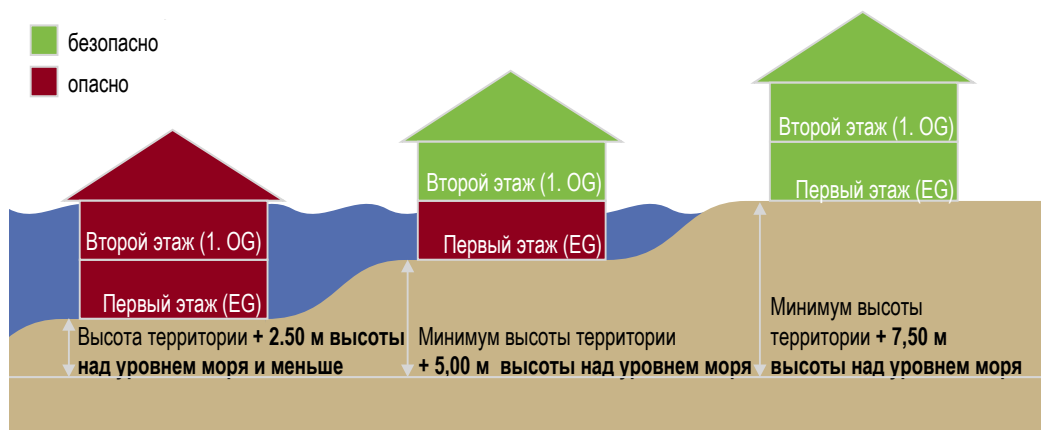 безопасно
опасно
Второй этаж (1. OG)
Первый этаж (EG)
Высота территории + 2.50 м высоты
над уровнем моря и меньше
Второй этаж (1. OG)
Первый этаж (EG)
Минимум высоты территории
+ 5,00 м высоты над уровнем моря
Второй этаж (1. OG)
Первый этаж (EG)
Минимум высоты
территории + 7,50 м
высоты над уровнем моря